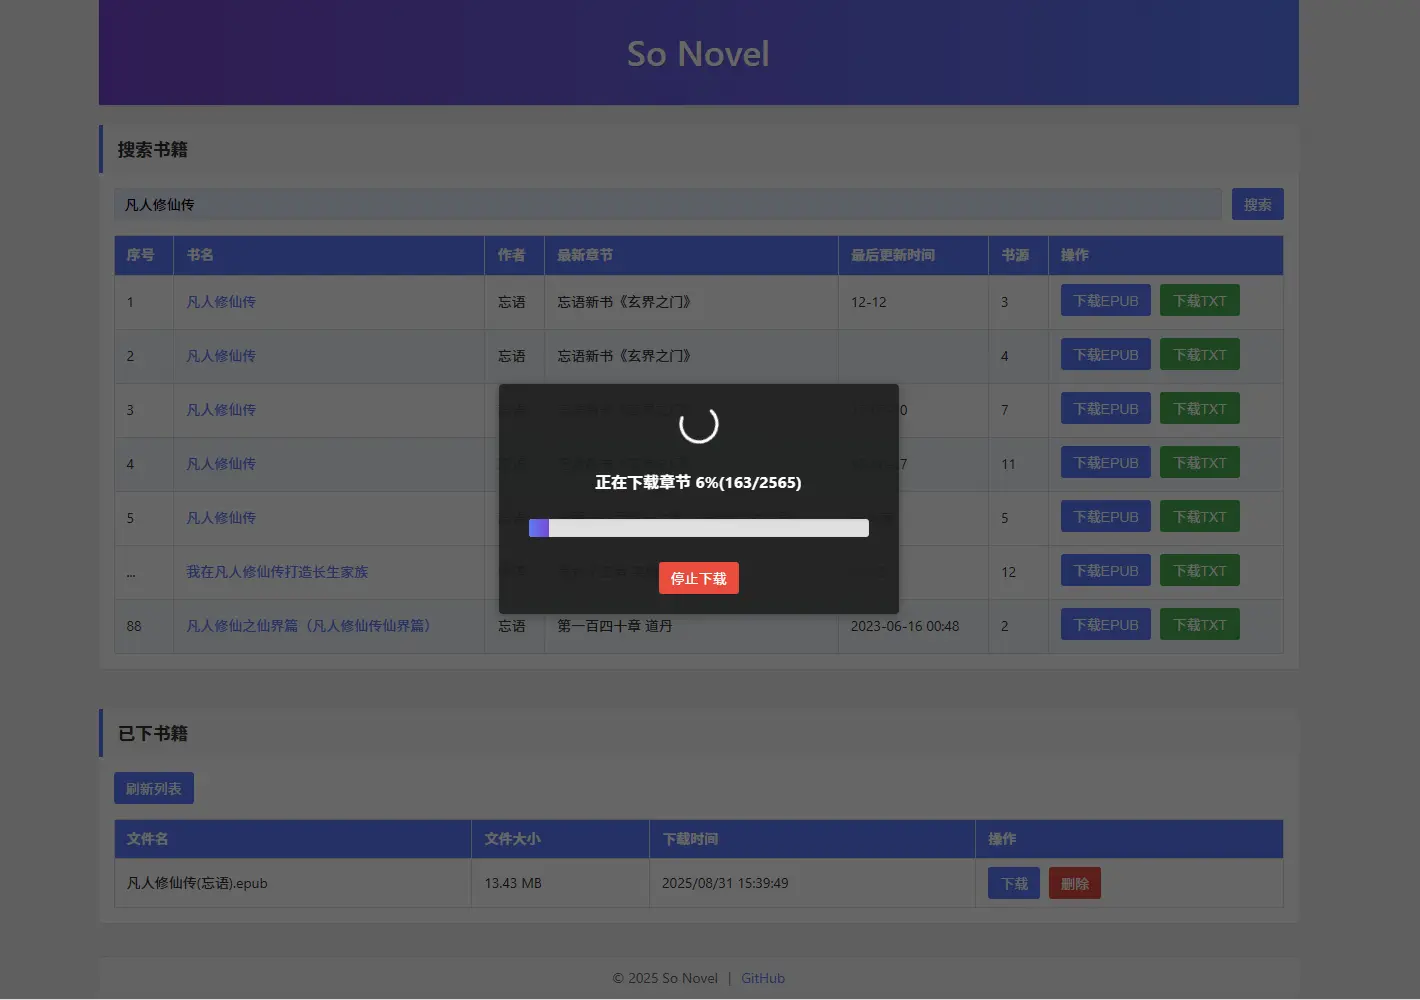 So Novel
搜索书籍
凡人修仙传 搜索
序号 书名 作者 最新章节 最后更新时间 书源 操作
1 凡人修仙传 忘语 忘语新书《玄界之门》 12-12 3 下载EPUB 下载TXT
2 凡人修仙传 忘语 忘语新书《玄界之门》 4 下载EPUB 下载TXT
3 凡人修仙传 7 下载EPUB 下载TXT
4 凡人修仙传 11 下载EPUB 下载TXT
5 凡人修仙传 5 下载EPUB 下载TXT
... 我在凡人修仙传打造长生家族 12 下载EPUB 下载TXT
88 凡人修仙之仙界篇（凡人修仙传仙界篇） 忘语 第一百四十章 道丹 2023-06-16 00:48 2 下载EPUB 下载TXT
正在下载章节 6%(163/2565)
停止下载
已下书籍
刷新列表
文件名 文件大小 下载时间 操作
凡人修仙传(忘语).epub 13.43 MB 2025/08/31 15:39:49 下载 删除
© 2025 So Novel | GitHub